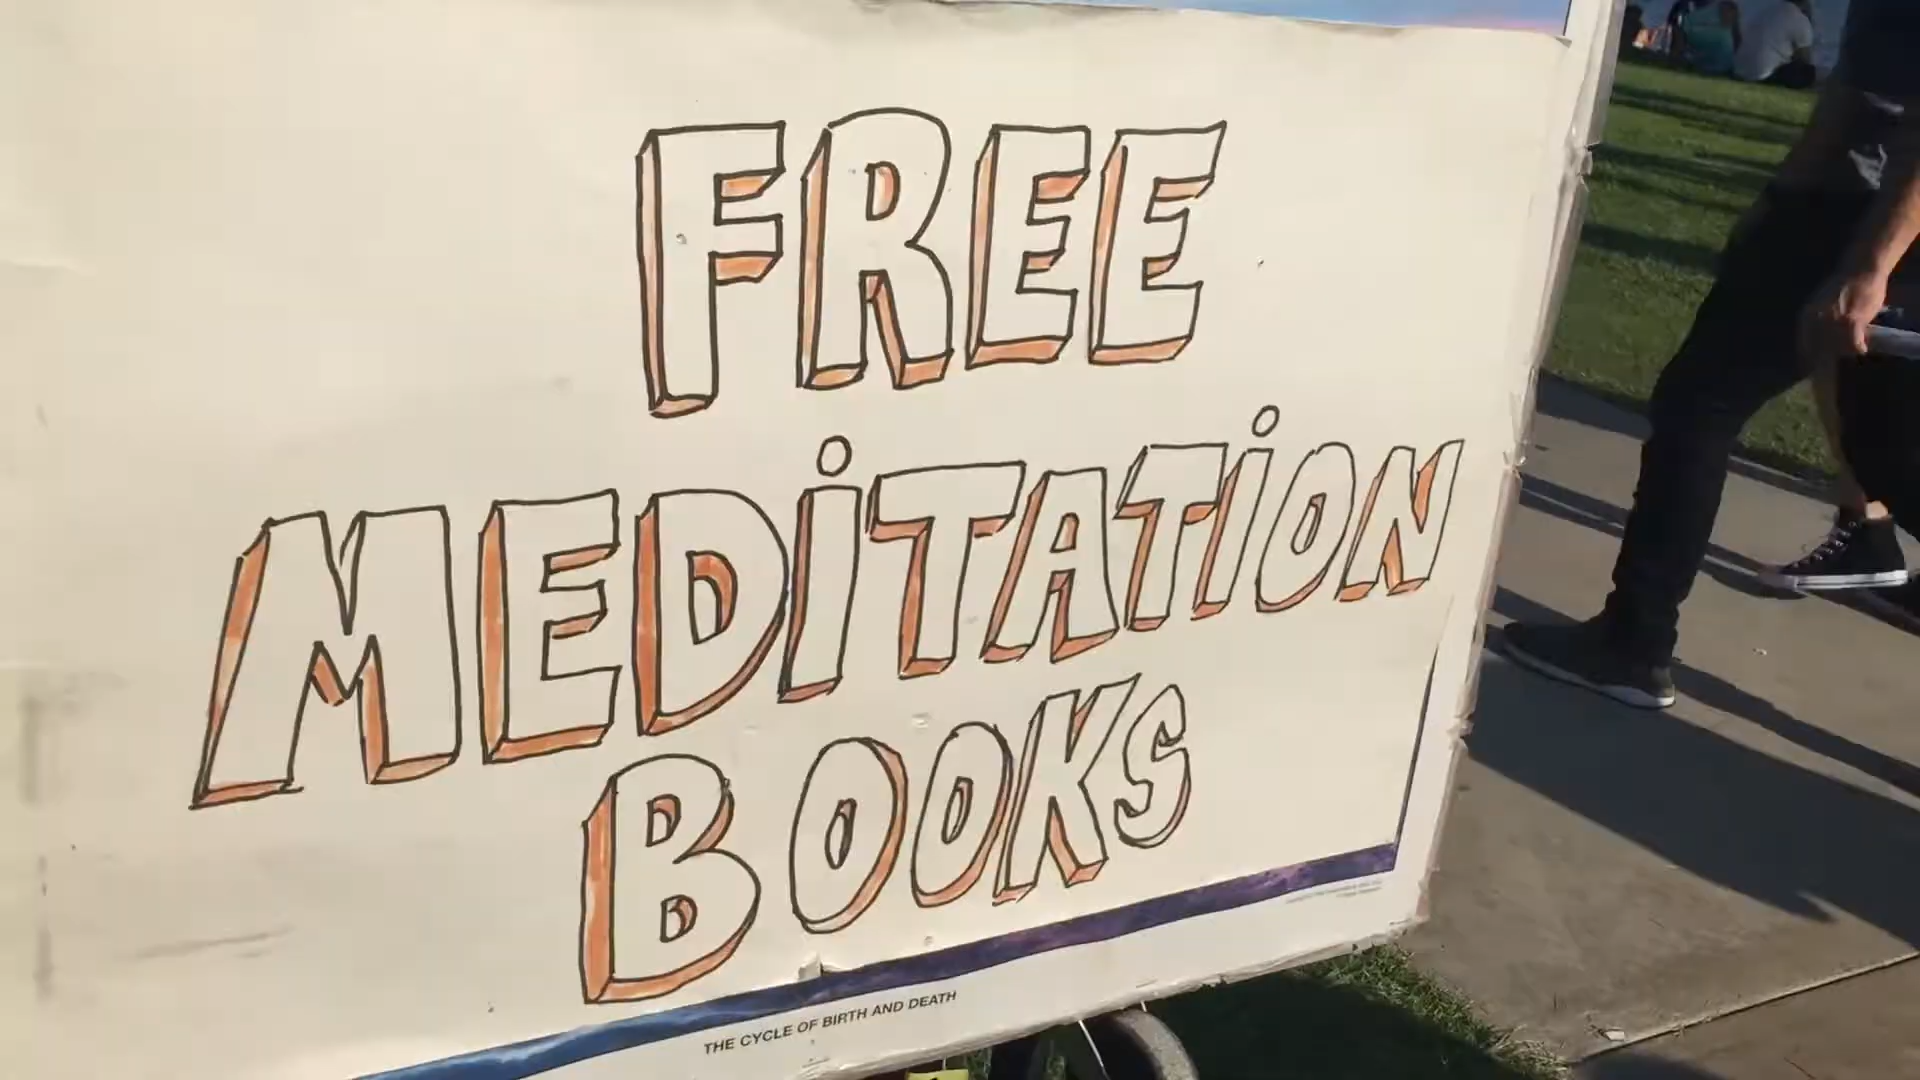 FREE
MEDiTATiON
BOOKS
THE CYCLE OF BIRTH AND DEATH